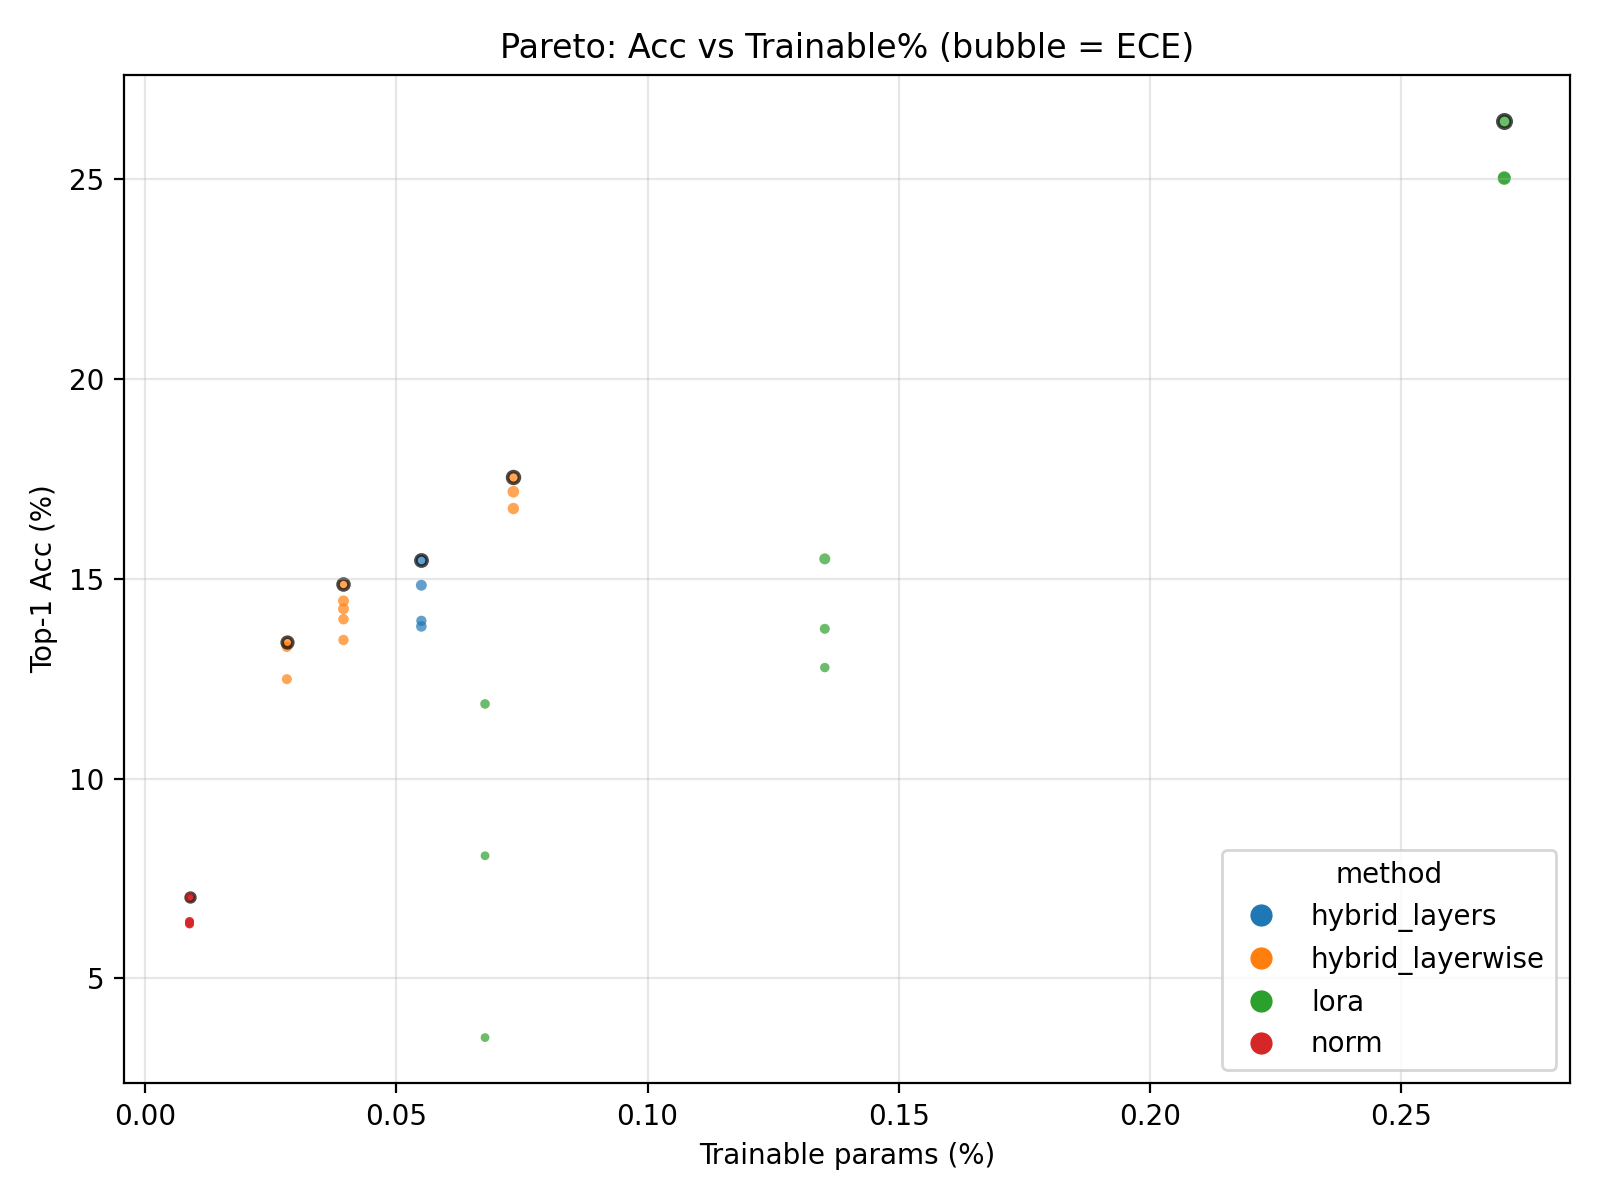 Pareto: Acc vs Trainable% (bubble = ECE)
25
20
15
10
5
Top-1 Acc (%)
0.00 0.05 0.10 0.15 0.20 0.25
Trainable params (%)
method
hybrid_layers
hybrid_layerwise
lora
norm